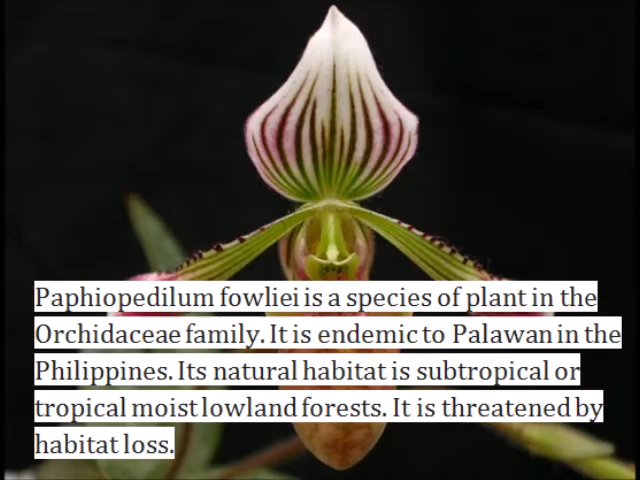 Paphiopedilum fowliei is a species of plant in the
Orchidaceae family. It is endemic to Palawan in the
Philippines. Its natural habitat is subtropical or
tropical moist lowland forests. It is threatened by
habitat loss.